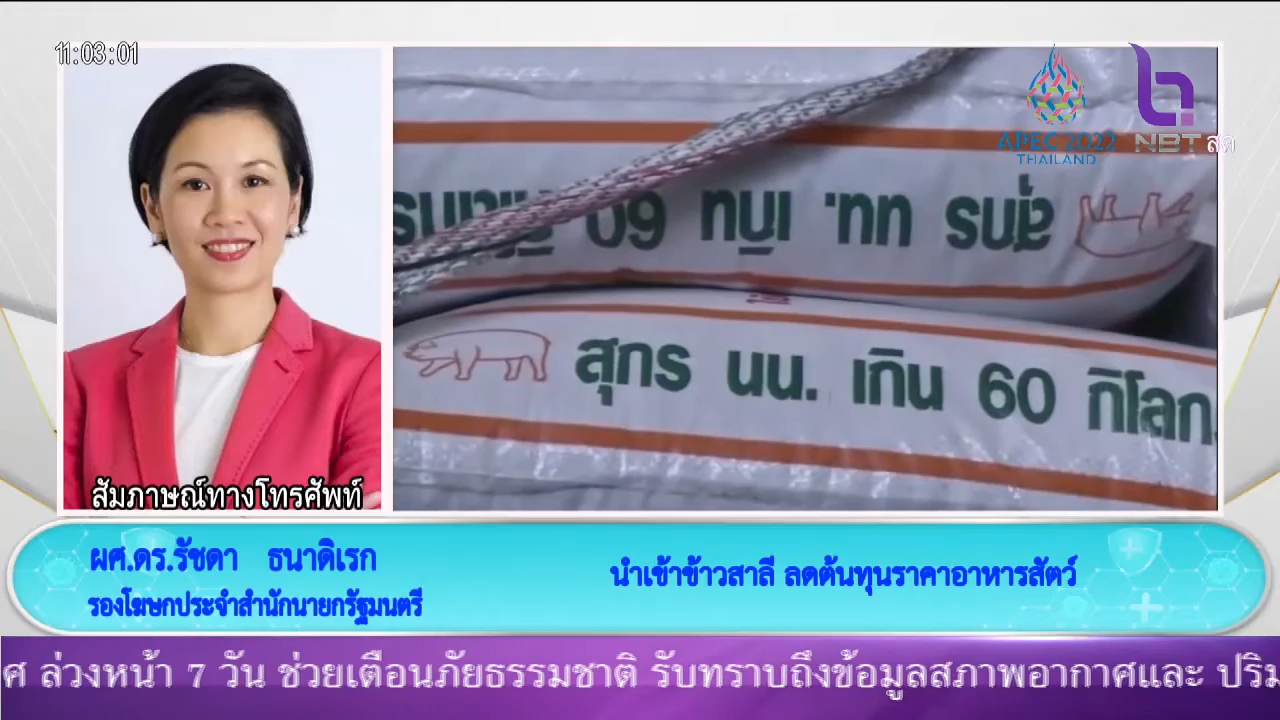 11:03:01
APEC 2022
THAILAND
NBT สด
สุกร นน. เกิน 60
สุกร นน. เกิน 60 กิโลก
สัมภาษณ์ทางโทรศัพท์
ผศ.ดร.รัชดา ธนาดิเรก
รองโฆษกประจำสำนักนายกรัฐมนตรี
นำเข้าข้าวสาลี ลดต้นทุนราคาอาหารสัตว์
ศ ล่วงหน้า 7 วัน ช่วยเตือนภัยธรรมชาติ รับทราบถึงข้อมูลสภาพอากาศและ ปริม